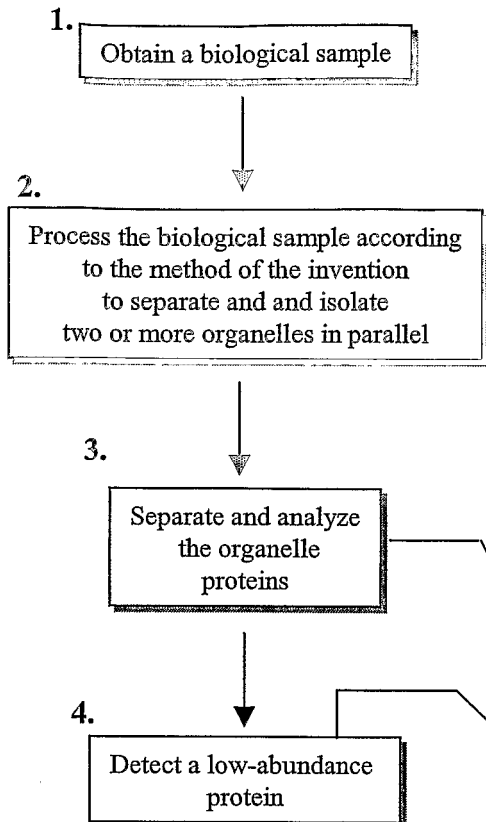 1.
Obtain a biological sample
2.
Process the biological sample according
to the method of the invention
to separate and and isolate
two or more organelles in parallel
3.
Separate and analyze
the organelle
proteins
4.
Detect a low-abundance
protein